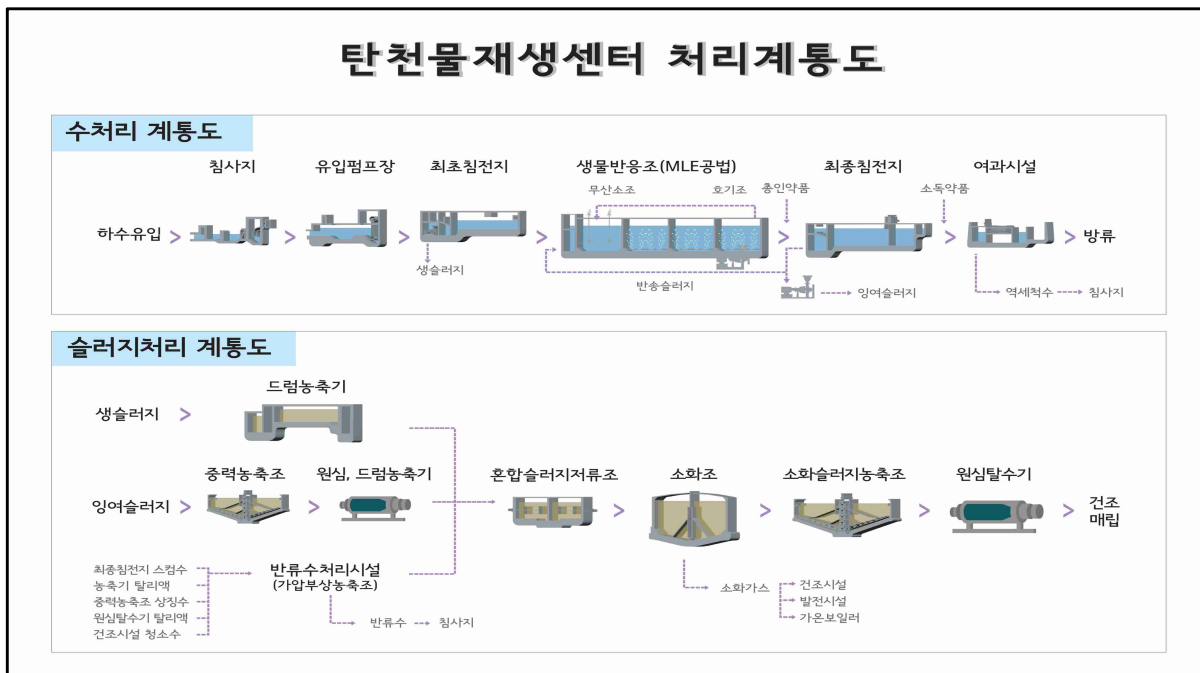 탄천물재생센터 처리계통도
수처리 계통도
침사지 유입펌프장 최초침전지 생물반응조(MLE공법) 최종침전지 여과시설
무산소조 호기조 총인약품 소독약품
하수유입 > > > > > > > 방류
생슬러지
반송슬러지 잉여슬러지 역세척수 침사지
슬러지처리 계통도
드럼농축기
생슬러지 >
중력농축조 원심, 드럼농축기 혼합슬러지저류조 소화조 소화슬러지농축조 원심탈수기
잉여슬러지 > > > > > > 건조
매립
최종침전지 스컴수
농축기 탈리액
중력농축조 상징수
원심탈수기 탈리액
건조시설 청소수
반류수처리시설
(가압부상농축조)
반류수 침사지
소화가스
건조시설
발전시설
가온보일러